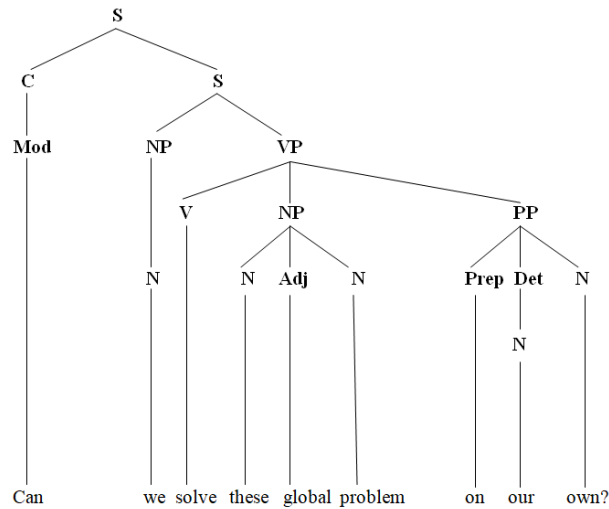 S
C S
Mod NP VP
V NP PP
N N Adj N Prep Det N
N
Can we solve these global problem on our own?